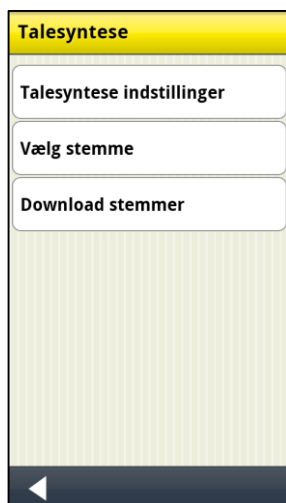 Talesyntese
Talesyntese indstillinger
Vælg stemme
Download stemmer